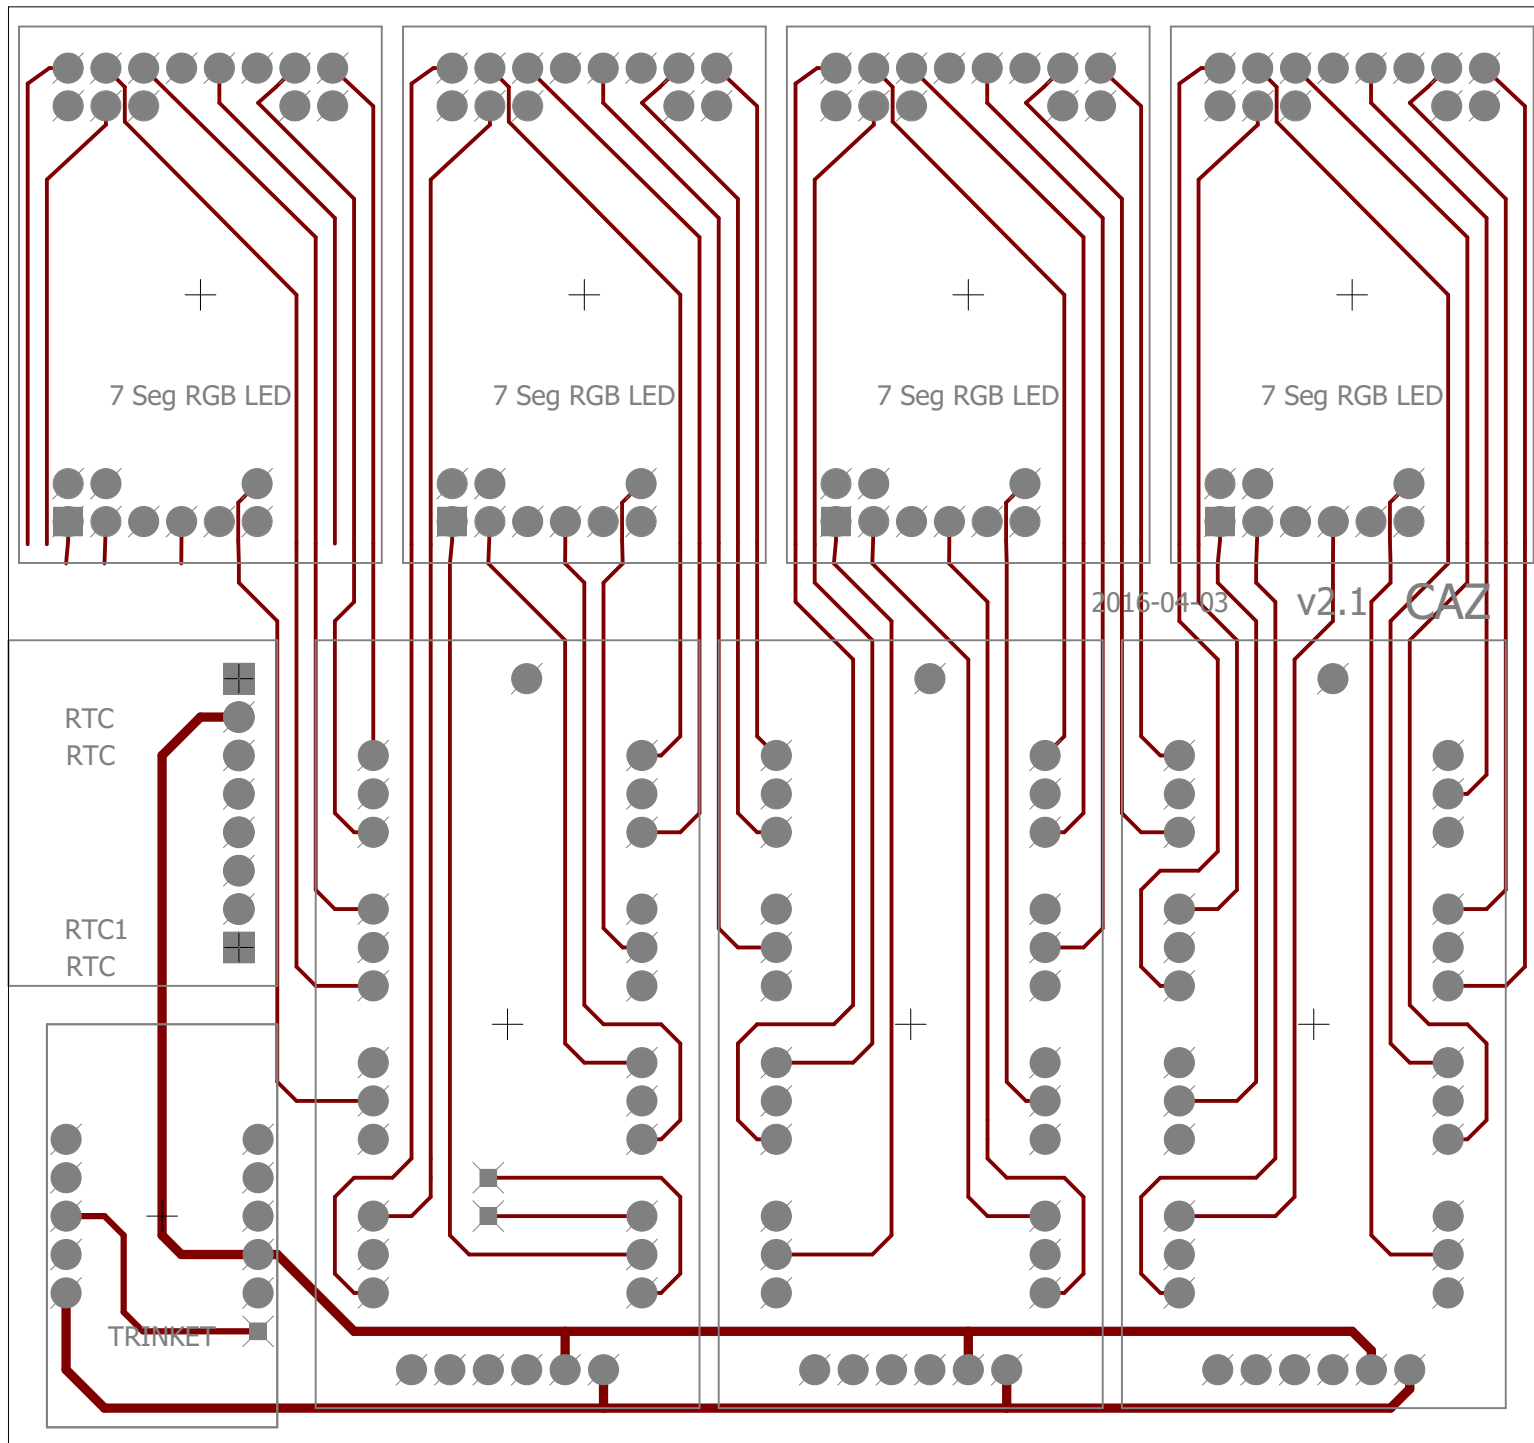 7 Seg RGB LED
7 Seg RGB LED
7 Seg RGB LED
7 Seg RGB LED
2016-04-03 v2.1 CAZ
RTC
RTC
RTC1
RTC
TRINKET